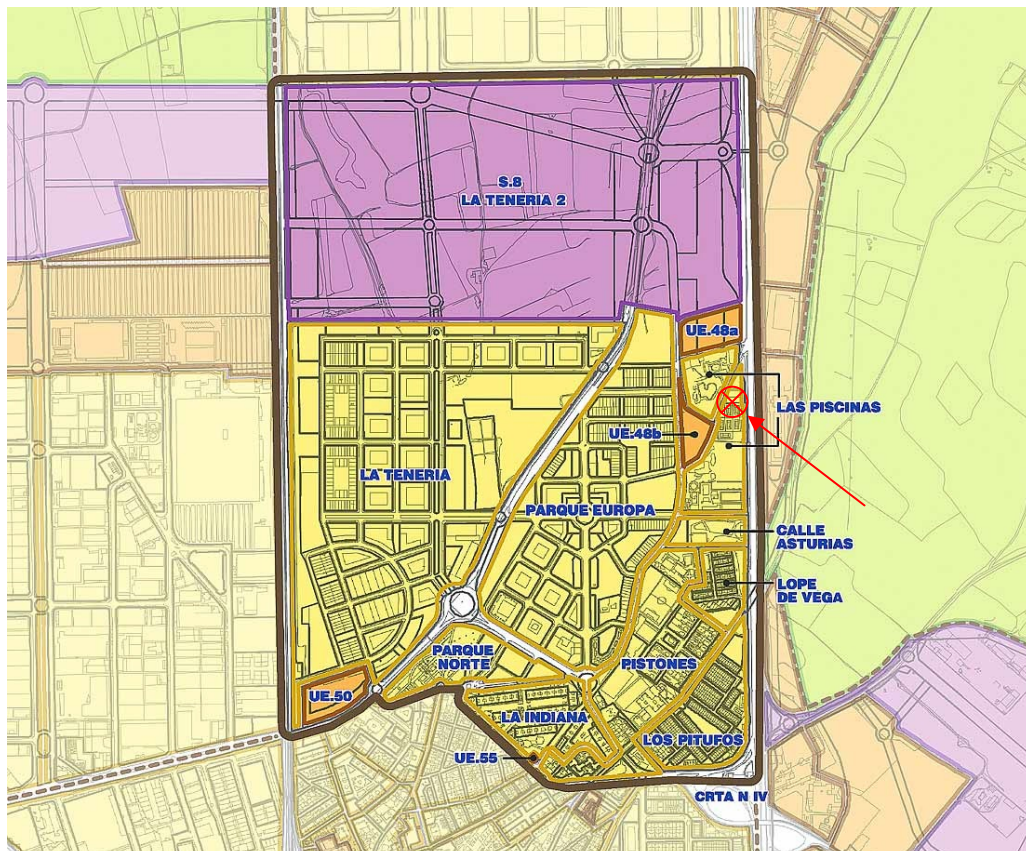 S.8
LA TENERIA 2
UE.48a
LAS PISCINAS
UE.48b
LA TENERIA
PARQUE EUROPA
CALLE
ASTURIAS
LOPE
DE VEGA
PARQUE
NORTE
PISTONES
UE.50
LA INDIANA
LOS PITUFOS
UE.55
CRTA N IV